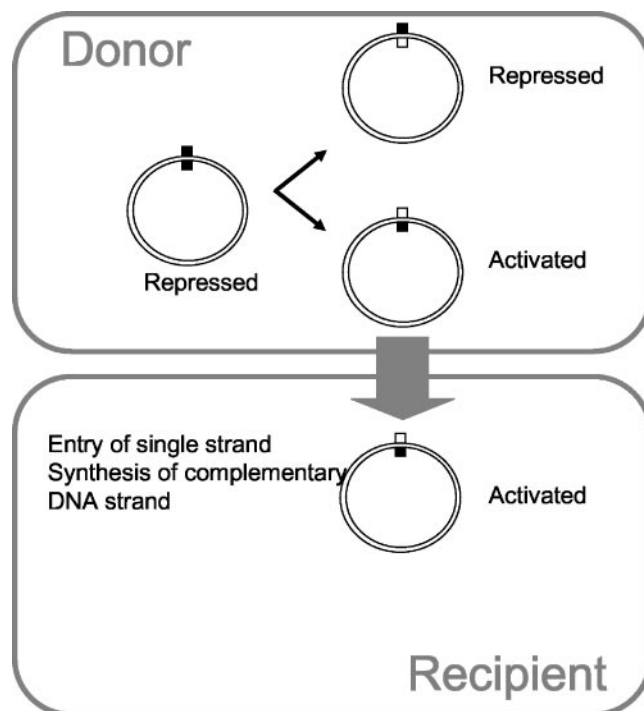 Donor
Repressed
Repressed
Activated
Entry of single strand
Synthesis of complementary
DNA strand
Activated
Recipient